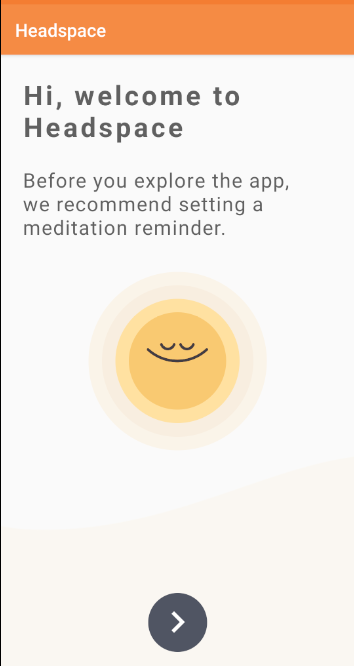 Headspace
Hi, welcome to
Headspace
Before you explore the app,
we recommend setting a
meditation reminder.